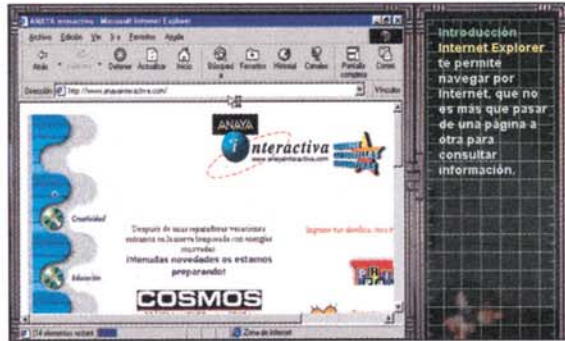 ANAYA interactiva - Microsoft Internet Explorer
Archivo Edición Ver Ir a Favoritos Ayuda
Atrás Detener Actualizar Inicio Búsqueda Favoritos Historial Canales Pantalla completa Correo
Dirección http://www.anayainteractiva.com/ Vínculos
ANAYA
interactiva
www.anayainteractiva.com
Creatividad
Educación
Después de unas reparadoras vacaciones
entramos en la nueva temporada con energías
renovadas
¡Menudas novedades os estamos
preparando!
COSMOS
Zona de Internet
Introducción
Internet Explorer
te permite
navegar por
Internet, que no
es más que pasar
de una página a
otra para
consultar
información.